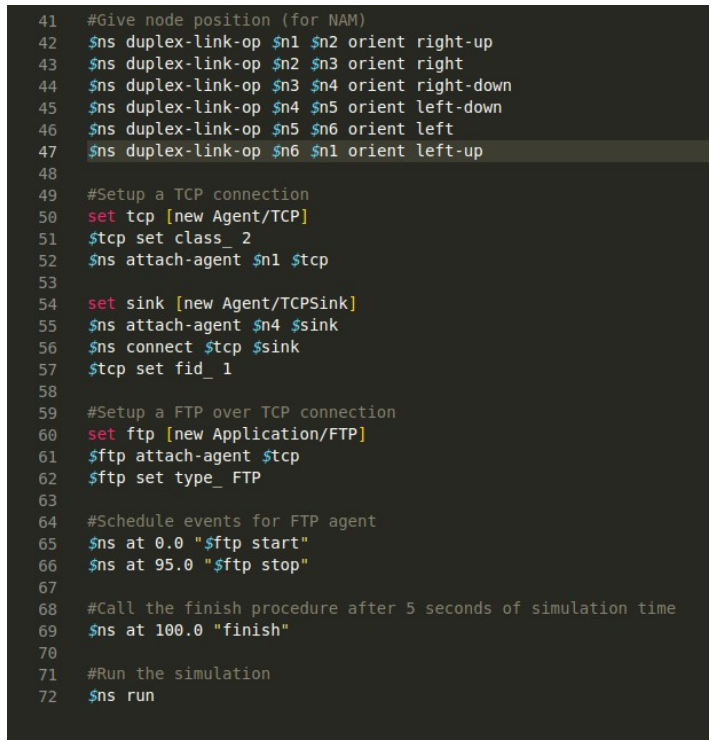 41 #Give node position (for NAM)
42 $ns duplex-link-op $n1 $n2 orient right-up
43 $ns duplex-link-op $n2 $n3 orient right
44 $ns duplex-link-op $n3 $n4 orient right-down
45 $ns duplex-link-op $n4 $n5 orient left-down
46 $ns duplex-link-op $n5 $n6 orient left
47 $ns duplex-link-op $n6 $n1 orient left-up
48
49 #Setup a TCP connection
50 set tcp [new Agent/TCP]
51 $tcp set class_ 2
52 $ns attach-agent $n1 $tcp
53
54 set sink [new Agent/TCPSink]
55 $ns attach-agent $n4 $sink
56 $ns connect $tcp $sink
57 $tcp set fid_ 1
58
59 #Setup a FTP over TCP connection
60 set ftp [new Application/FTP]
61 $ftp attach-agent $tcp
62 $ftp set type_ FTP
63
64 #Schedule events for FTP agent
65 $ns at 0.0 "$ftp start"
66 $ns at 95.0 "$ftp stop"
67
68 #Call the finish procedure after 5 seconds of simulation time
69 $ns at 100.0 "finish"
70
71 #Run the simulation
72 $ns run